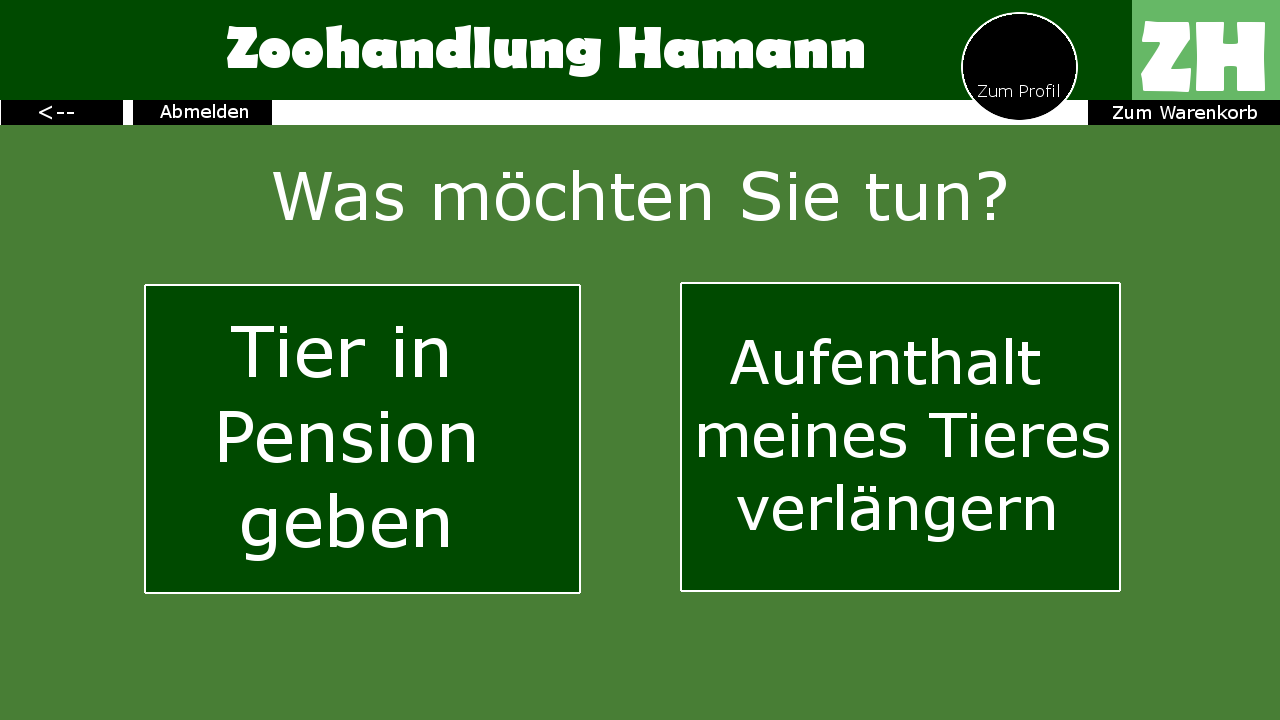 Zoohandlung Hamann
ZH
Zum Profil
<--
Abmelden
Zum Warenkorb
Was möchten Sie tun?
Tier in
Pension
geben
Aufenthalt
meines Tieres
verlängern